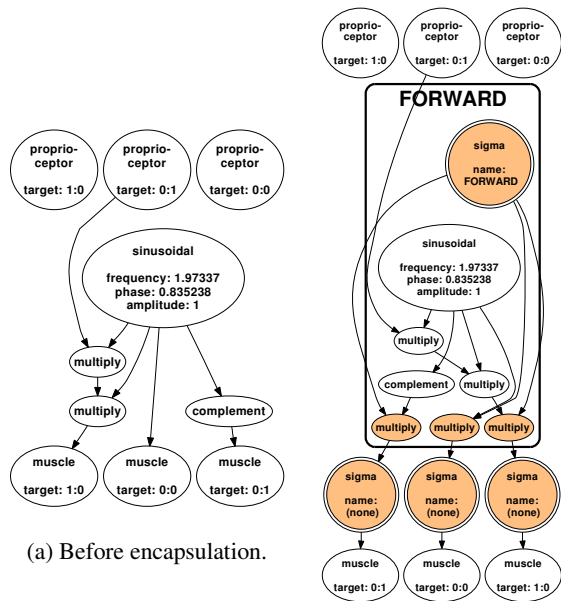 proprio-
ceptor
target: 1:0
proprio-
ceptor
target: 0:1
proprio-
ceptor
target: 0:0
sinusoidal
frequency: 1.97337
phase: 0.835238
amplitude: 1
multiply
multiply
complement
muscle
target: 1:0
muscle
target: 0:0
muscle
target: 0:1
(a) Before encapsulation.
proprio-
ceptor
target: 1:0
proprio-
ceptor
target: 0:1
proprio-
ceptor
target: 0:0
FORWARD
sigma
name:
FORWARD
sinusoidal
frequency: 1.97337
phase: 0.835238
amplitude: 1
multiply
complement
multiply
multiply
multiply
multiply
sigma
name:
(none)
sigma
name:
(none)
sigma
name:
(none)
muscle
target: 0:1
muscle
target: 0:0
muscle
target: 1:0